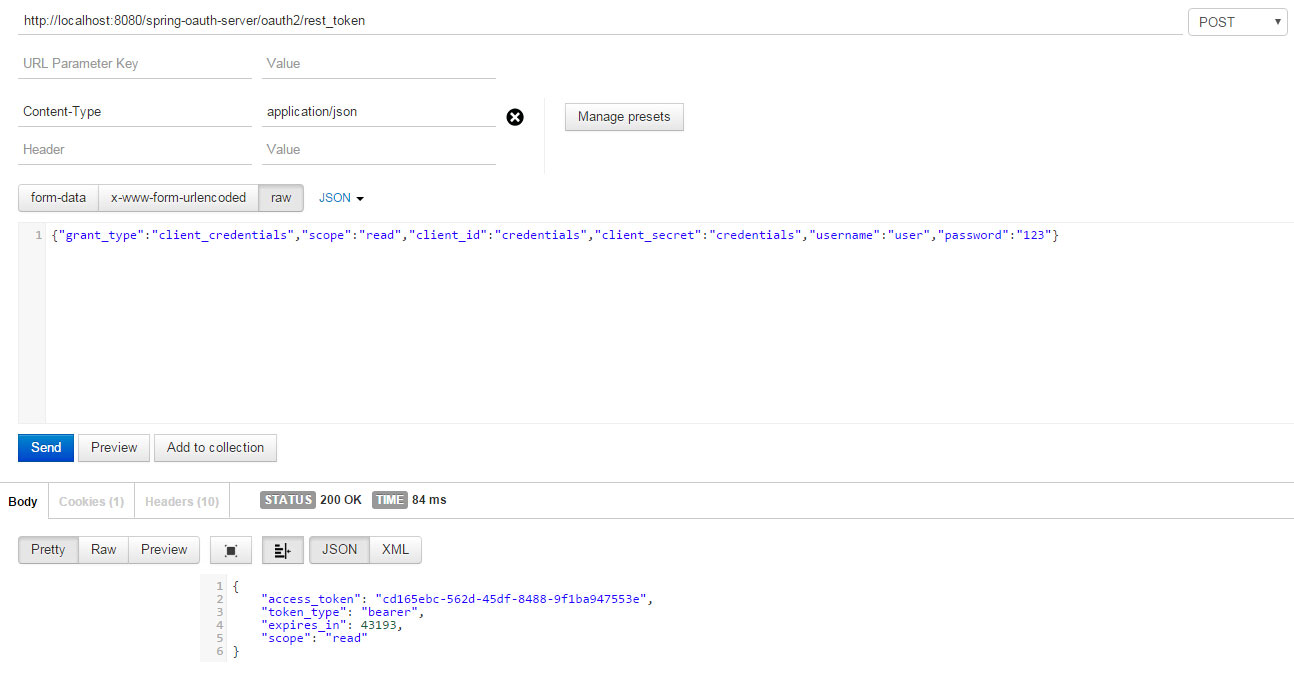 http://localhost:8080/spring-oauth-server/oauth2/rest_token POST
URL Parameter Key Value
Content-Type application/json Manage presets
Header Value
form-data x-www-form-urlencoded raw JSON
1 {"grant_type":"client_credentials","scope":"read","client_id":"credentials","client_secret":"credentials","username":"user","password":"123"}
Send Preview Add to collection
Body Cookies (1) Headers (10) STATUS 200 OK TIME 84 ms
Pretty Raw Preview JSON XML
1 {
2 "access_token": "cd165ebc-562d-45df-8488-9f1ba947553e",
3 "token_type": "bearer",
4 "expires_in": 43193,
5 "scope": "read"
6 }